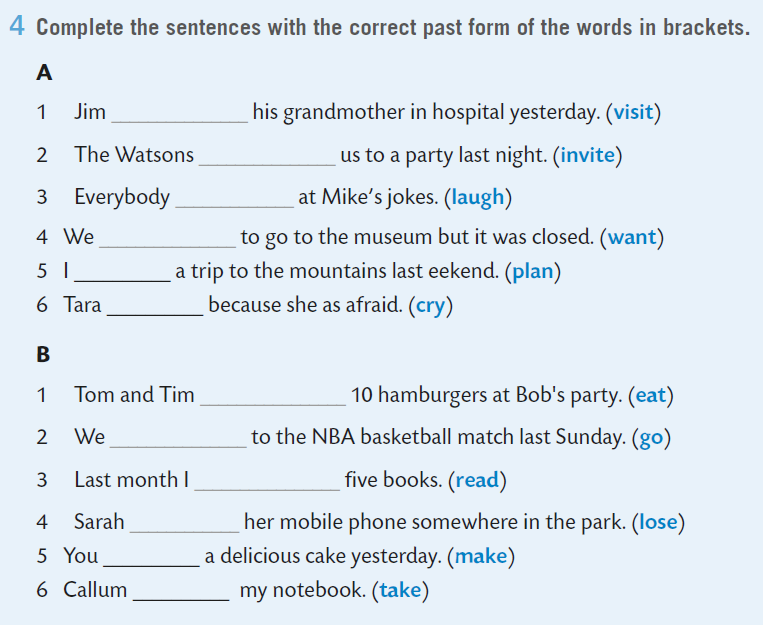 4 Complete the sentences with the correct past form of the words in brackets.
A
1 Jim ____________ his grandmother in hospital yesterday. (visit)
2 The Watsons ____________ us to a party last night. (invite)
3 Everybody ____________ at Mike's jokes. (laugh)
4 We ____________ to go to the museum but it was closed. (want)
5 I _________ a trip to the mountains last eekend. (plan)
6 Tara _________ because she as afraid. (cry)
B
1 Tom and Tim ____________ 10 hamburgers at Bob's party. (eat)
2 We ____________ to the NBA basketball match last Sunday. (go)
3 Last month I ____________ five books. (read)
4 Sarah __________ her mobile phone somewhere in the park. (lose)
5 You _________ a delicious cake yesterday. (make)
6 Callum _________ my notebook. (take)